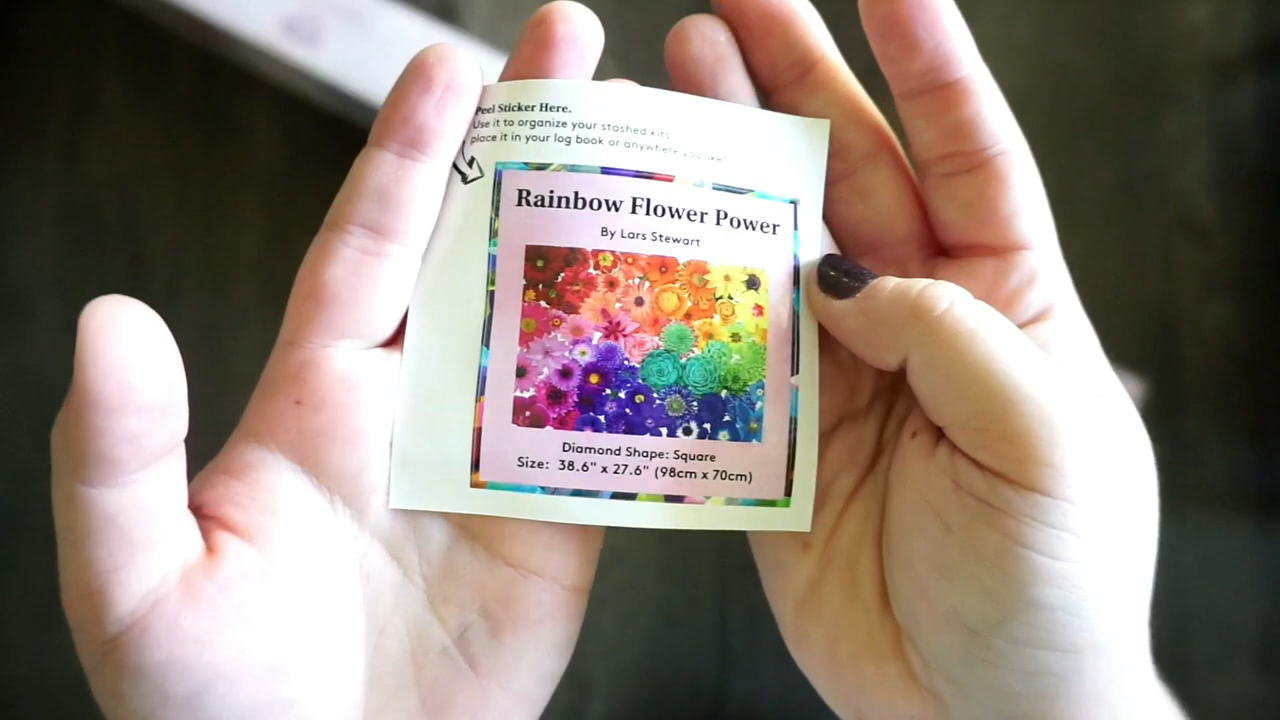 Peel Sticker Here.
Use it to organize your stashed kits,
place it in your log book or anywhere you like!
Rainbow Flower Power
By Lars Stewart
Diamond Shape: Square
Size: 38.6" x 27.6" (98cm x 70cm)